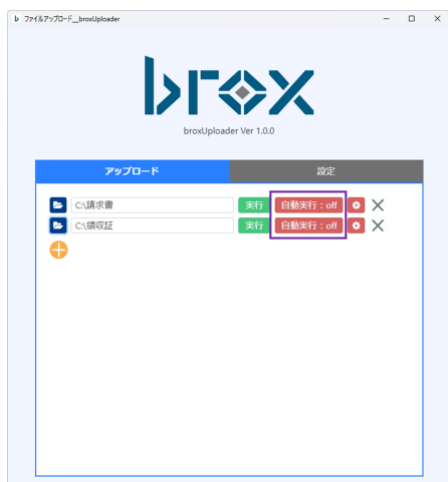 ファイルアップロード__broxUploader
brox
broxUploader Ver 1.0.0
アップロード 設定
C:\請求書 実行 自動実行：off
C:\領収証 実行 自動実行：off